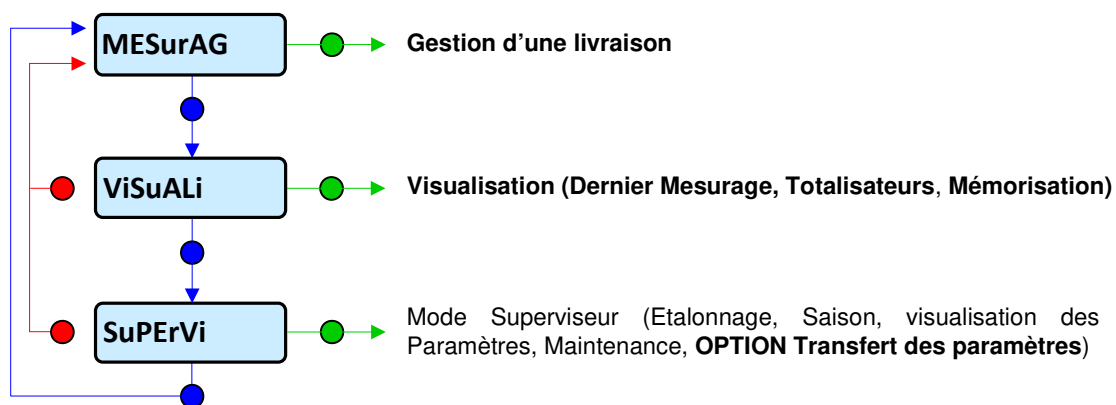 MESurAG
Gestion d’une livraison
ViSuALi
Visualisation (Dernier Mesurage, Totalisateurs, Mémorisation)
SuPErVi
Mode Superviseur (Etalonnage, Saison, visualisation des
Paramètres, Maintenance, OPTION Transfert des paramètres)